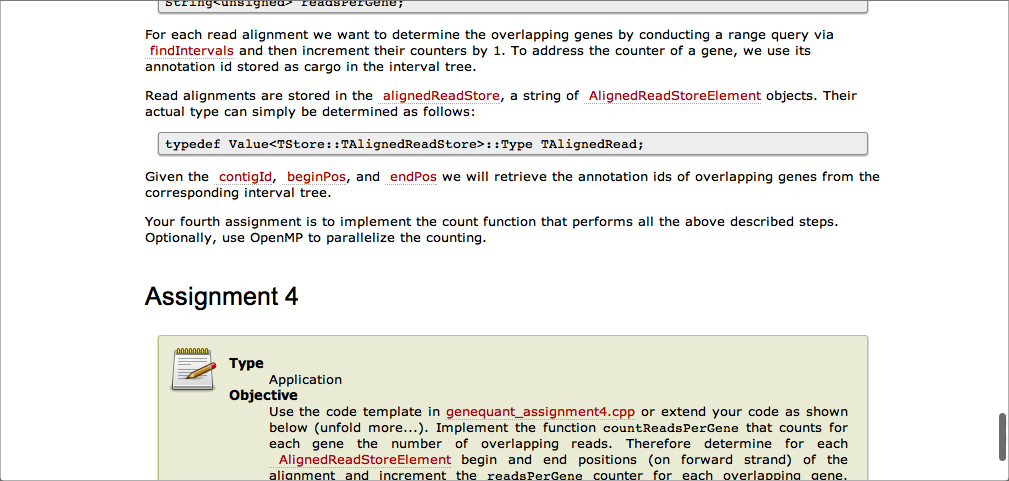 String<unsigned> readsPerGene;
For each read alignment we want to determine the overlapping genes by conducting a range query via
findIntervals and then increment their counters by 1. To address the counter of a gene, we use its
annotation id stored as cargo in the interval tree.
Read alignments are stored in the alignedReadStore, a string of AlignedReadStoreElement objects. Their
actual type can simply be determined as follows:
typedef Value<TStore::TAlignedReadStore>::Type TAlignedRead;
Given the contigId, beginPos, and endPos we will retrieve the annotation ids of overlapping genes from the
corresponding interval tree.
Your fourth assignment is to implement the count function that performs all the above described steps.
Optionally, use OpenMP to parallelize the counting.
Assignment 4
Type
Application
Objective
Use the code template in genequant_assignment4.cpp or extend your code as shown
below (unfold more...). Implement the function countReadsPerGene that counts for
each gene the number of overlapping reads. Therefore determine for each
AlignedReadStoreElement begin and end positions (on forward strand) of the
alignment and increment the readsPerGene counter for each overlapping gene.